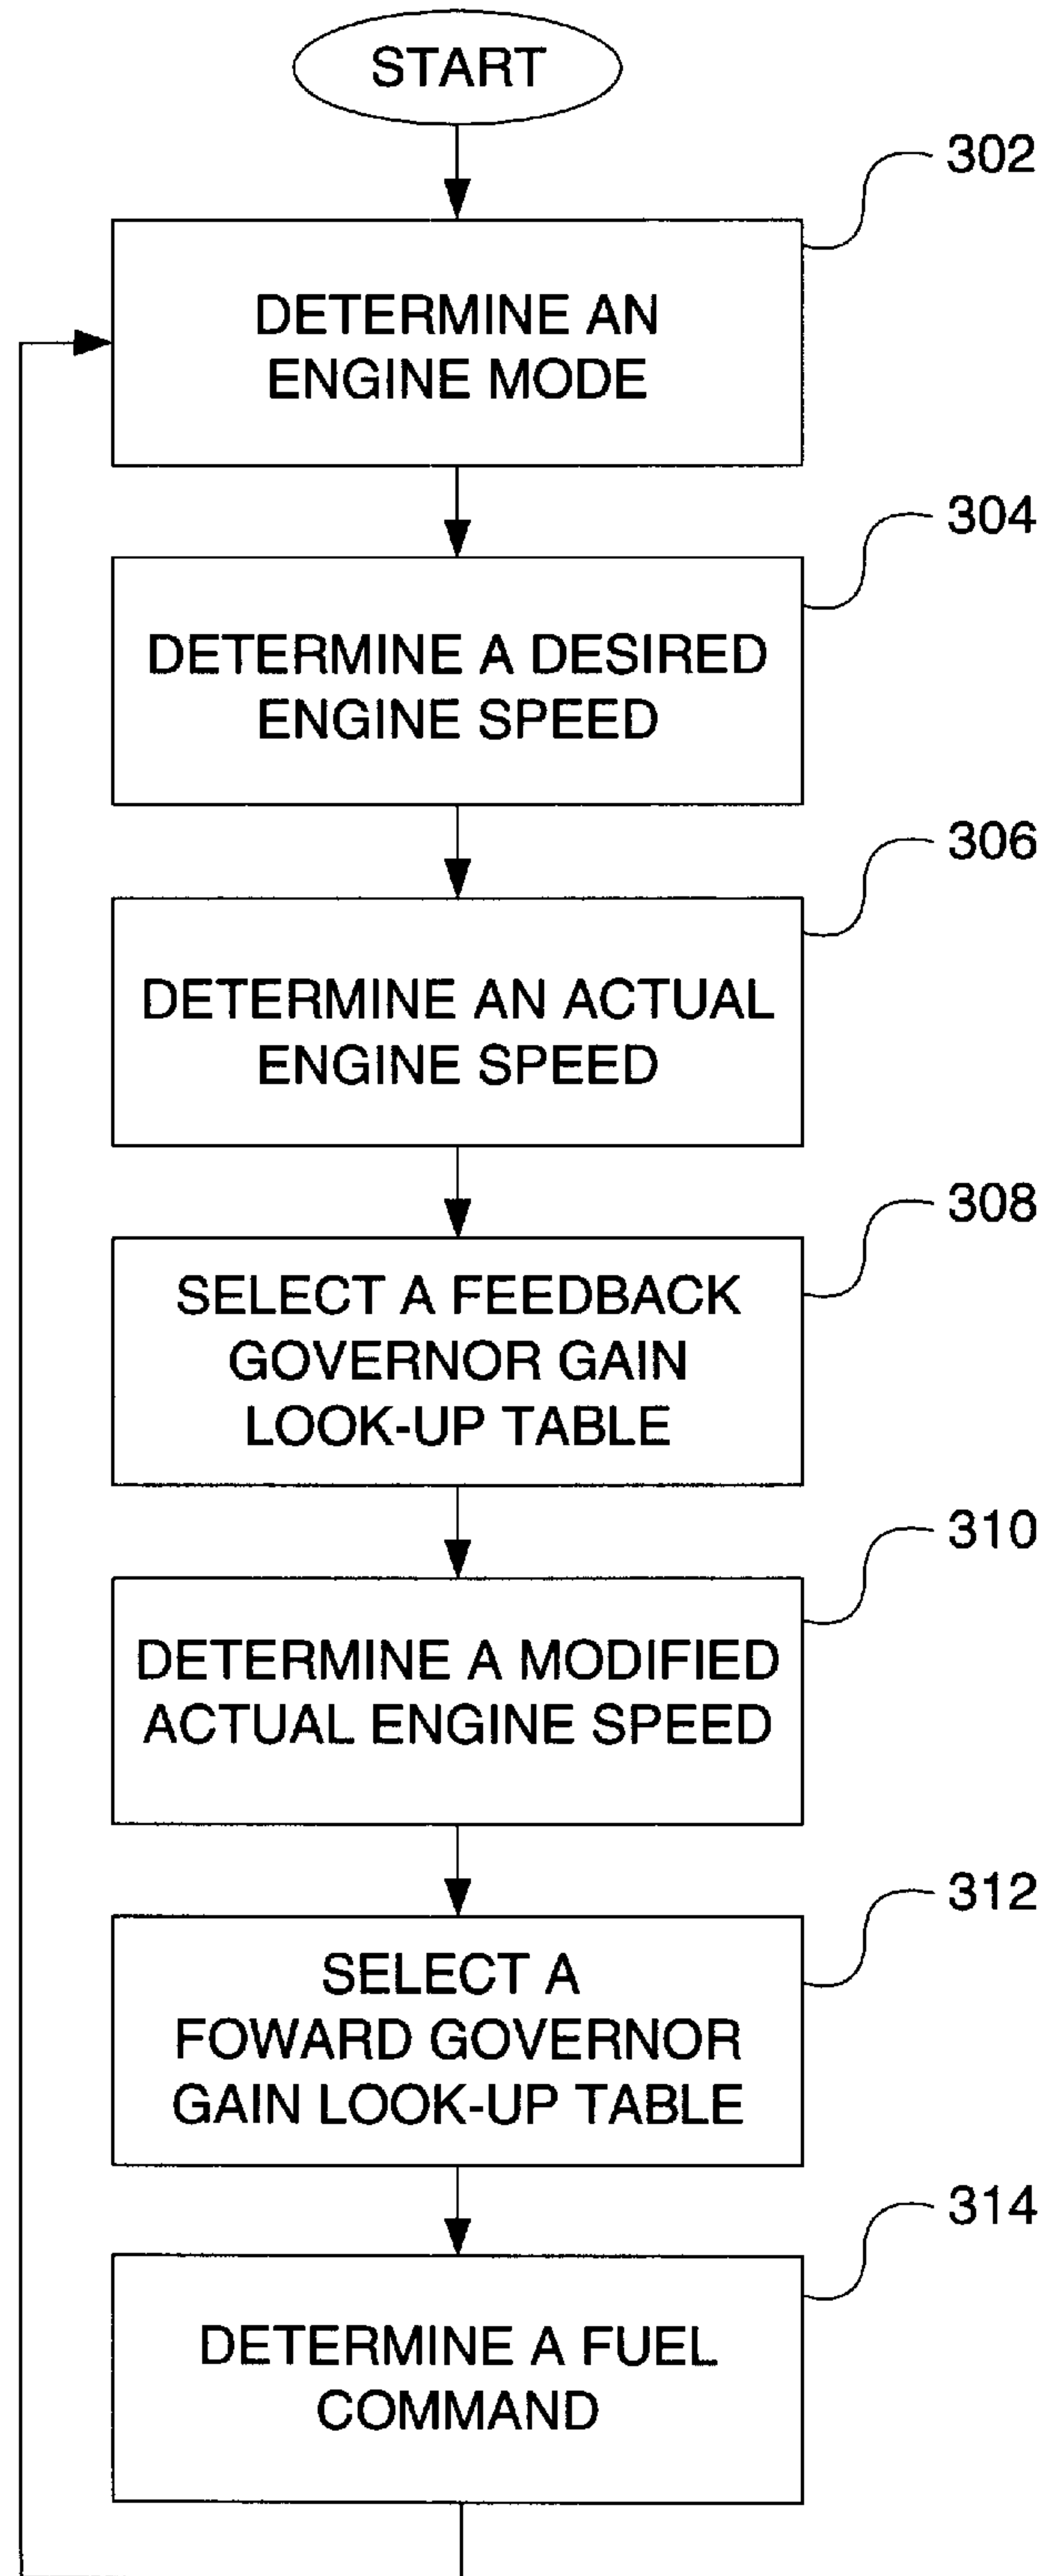 START
302
DETERMINE AN
ENGINE MODE
304
DETERMINE A DESIRED
ENGINE SPEED
306
DETERMINE AN ACTUAL
ENGINE SPEED
308
SELECT A FEEDBACK
GOVERNOR GAIN
LOOK-UP TABLE
310
DETERMINE A MODIFIED
ACTUAL ENGINE SPEED
312
SELECT A
FOWARD GOVERNOR
GAIN LOOK-UP TABLE
314
DETERMINE A FUEL
COMMAND